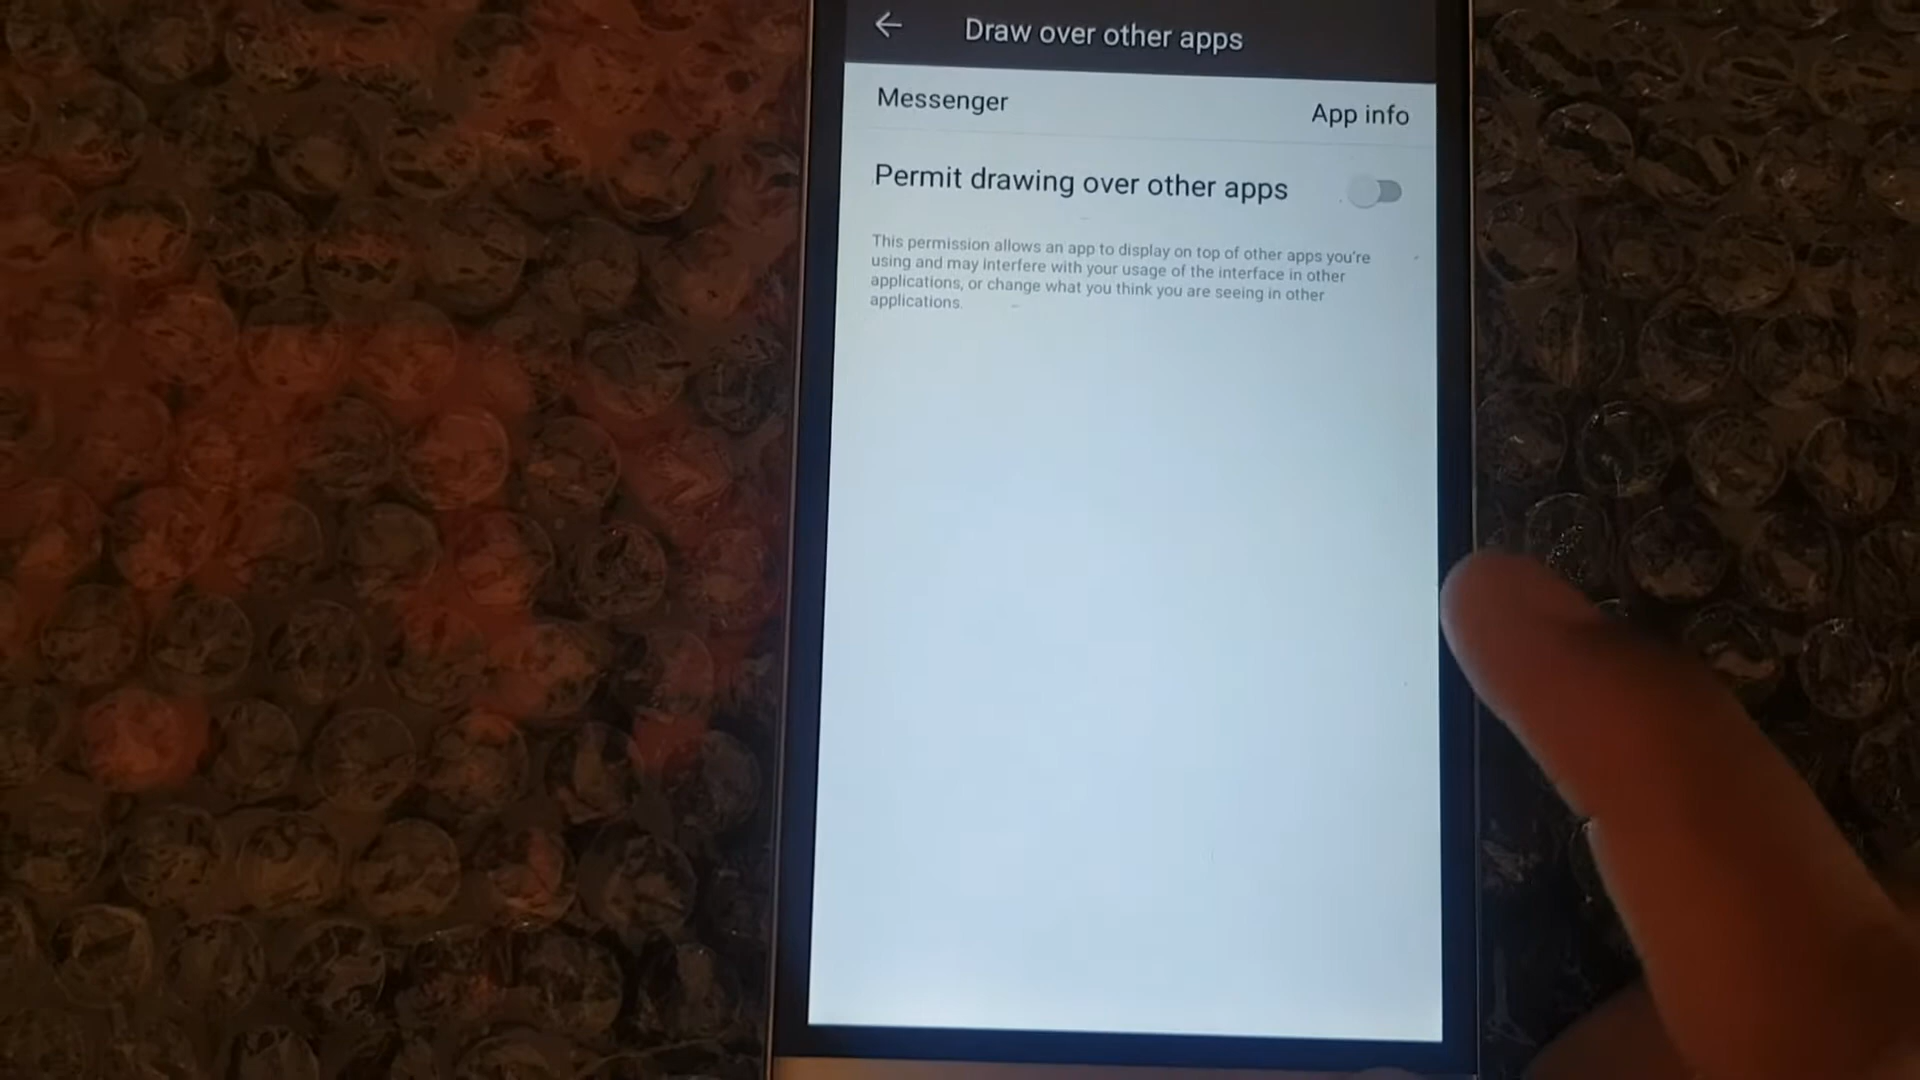 Draw over other apps
Messenger
App info
Permit drawing over other apps
This permission allows an app to display on top of other apps you're
using and may interfere with your usage of the interface in other
applications, or change what you think you are seeing in other
applications.